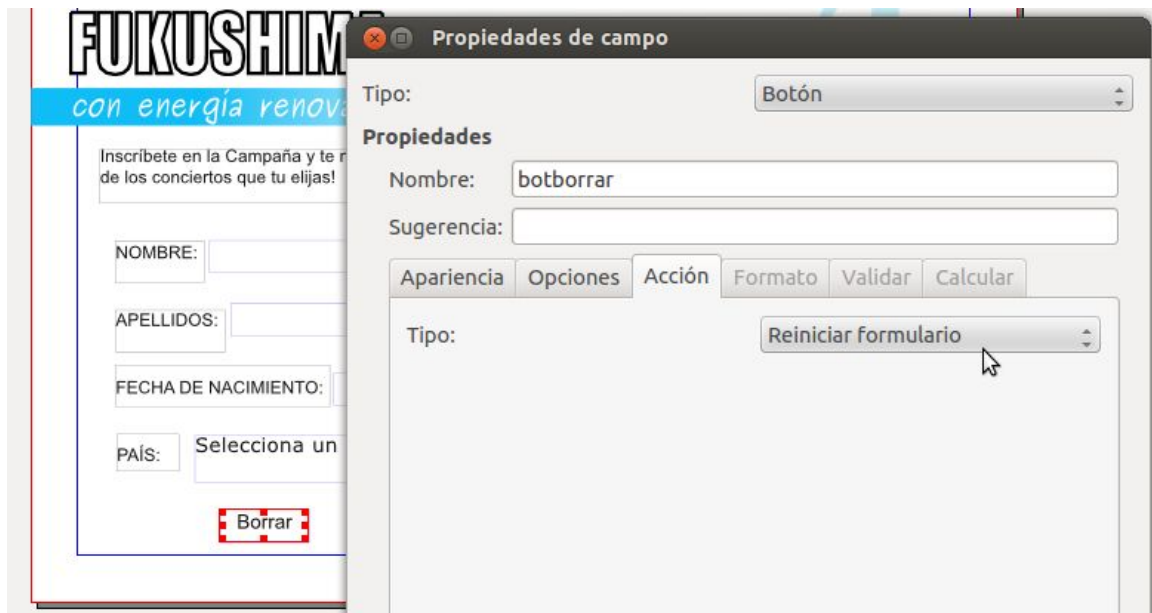 FUKUSHIMA
con energía renova
Inscríbete en la Campaña y te r
de los conciertos que tu elijas!
NOMBRE:
APELLIDOS:
FECHA DE NACIMIENTO:
PAÍS:
Selecciona un
Borrar
Propiedades de campo
Tipo:
Botón
Propiedades
Nombre:
botborrar
Sugerencia:
Apariencia
Opciones
Acción
Formato
Validar
Calcular
Tipo:
Reiniciar formulario